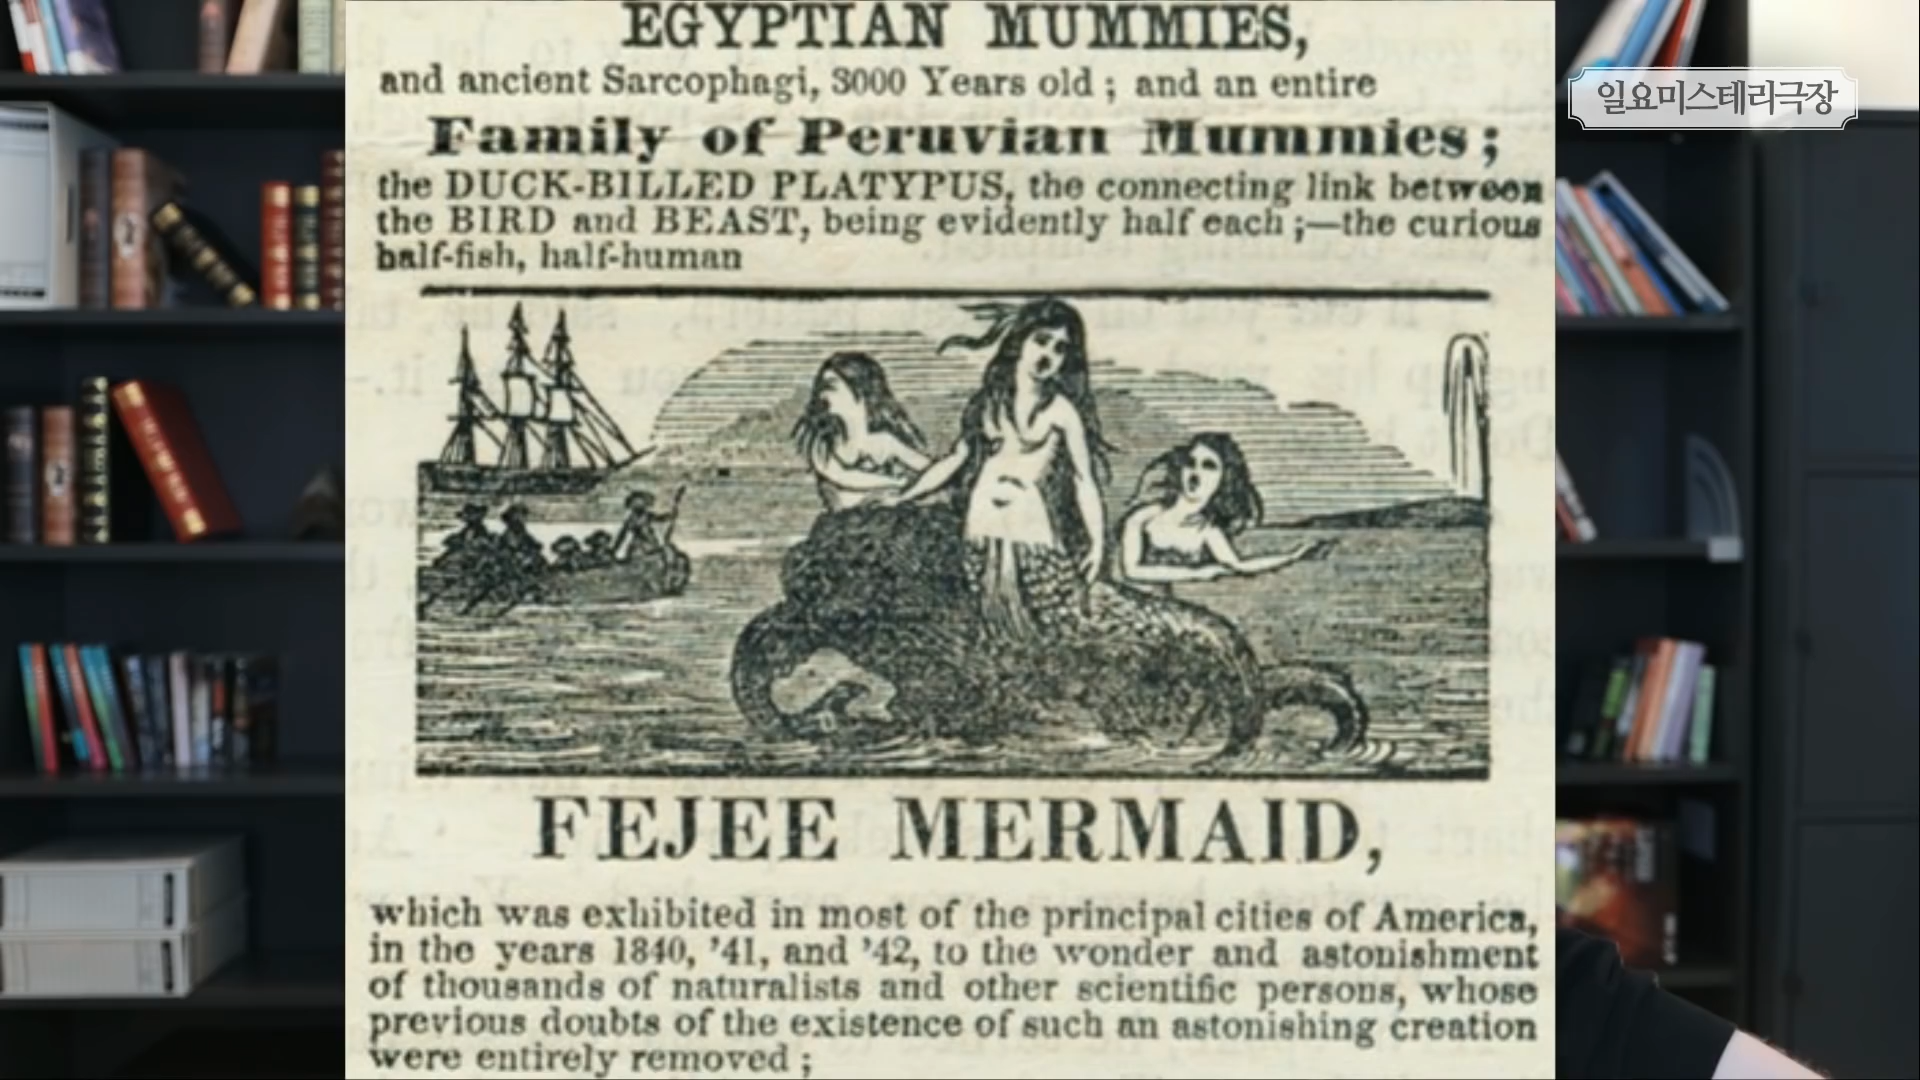 EGYPTIAN MUMMIES,
and ancient Sarcophagi, 3000 Years old ; and an entire
Family of Peruvian Mummies ;
the DUCK-BILLED PLATYPUS, the connecting link between
the BIRD and BEAST, being evidently half each ;—the curious
half-fish, half-human
FEJEE MERMAID,
which was exhibited in most of the principal cities of America,
in the years 1840, '41, and '42, to the wonder and astonishment
of thousands of naturalists and other scientific persons, whose
previous doubts of the existence of such an astonishing creation
were entirely removed ;
일요미스테리극장